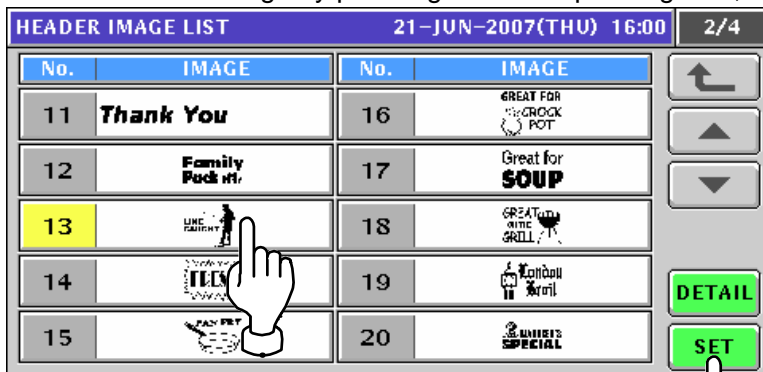 HEADER IMAGE LIST 21-JUN-2007(THU) 16:00 2/4
No. IMAGE No. IMAGE
11 Thank You 16 GREAT FOR CROCK POT
12 Family Pack 17 Great for SOUP
13 LINE CAUGHT 18 GREAT GRILL
14 19 London Broil
15 PAN FRY 20 SPECIAL
DETAIL
SET